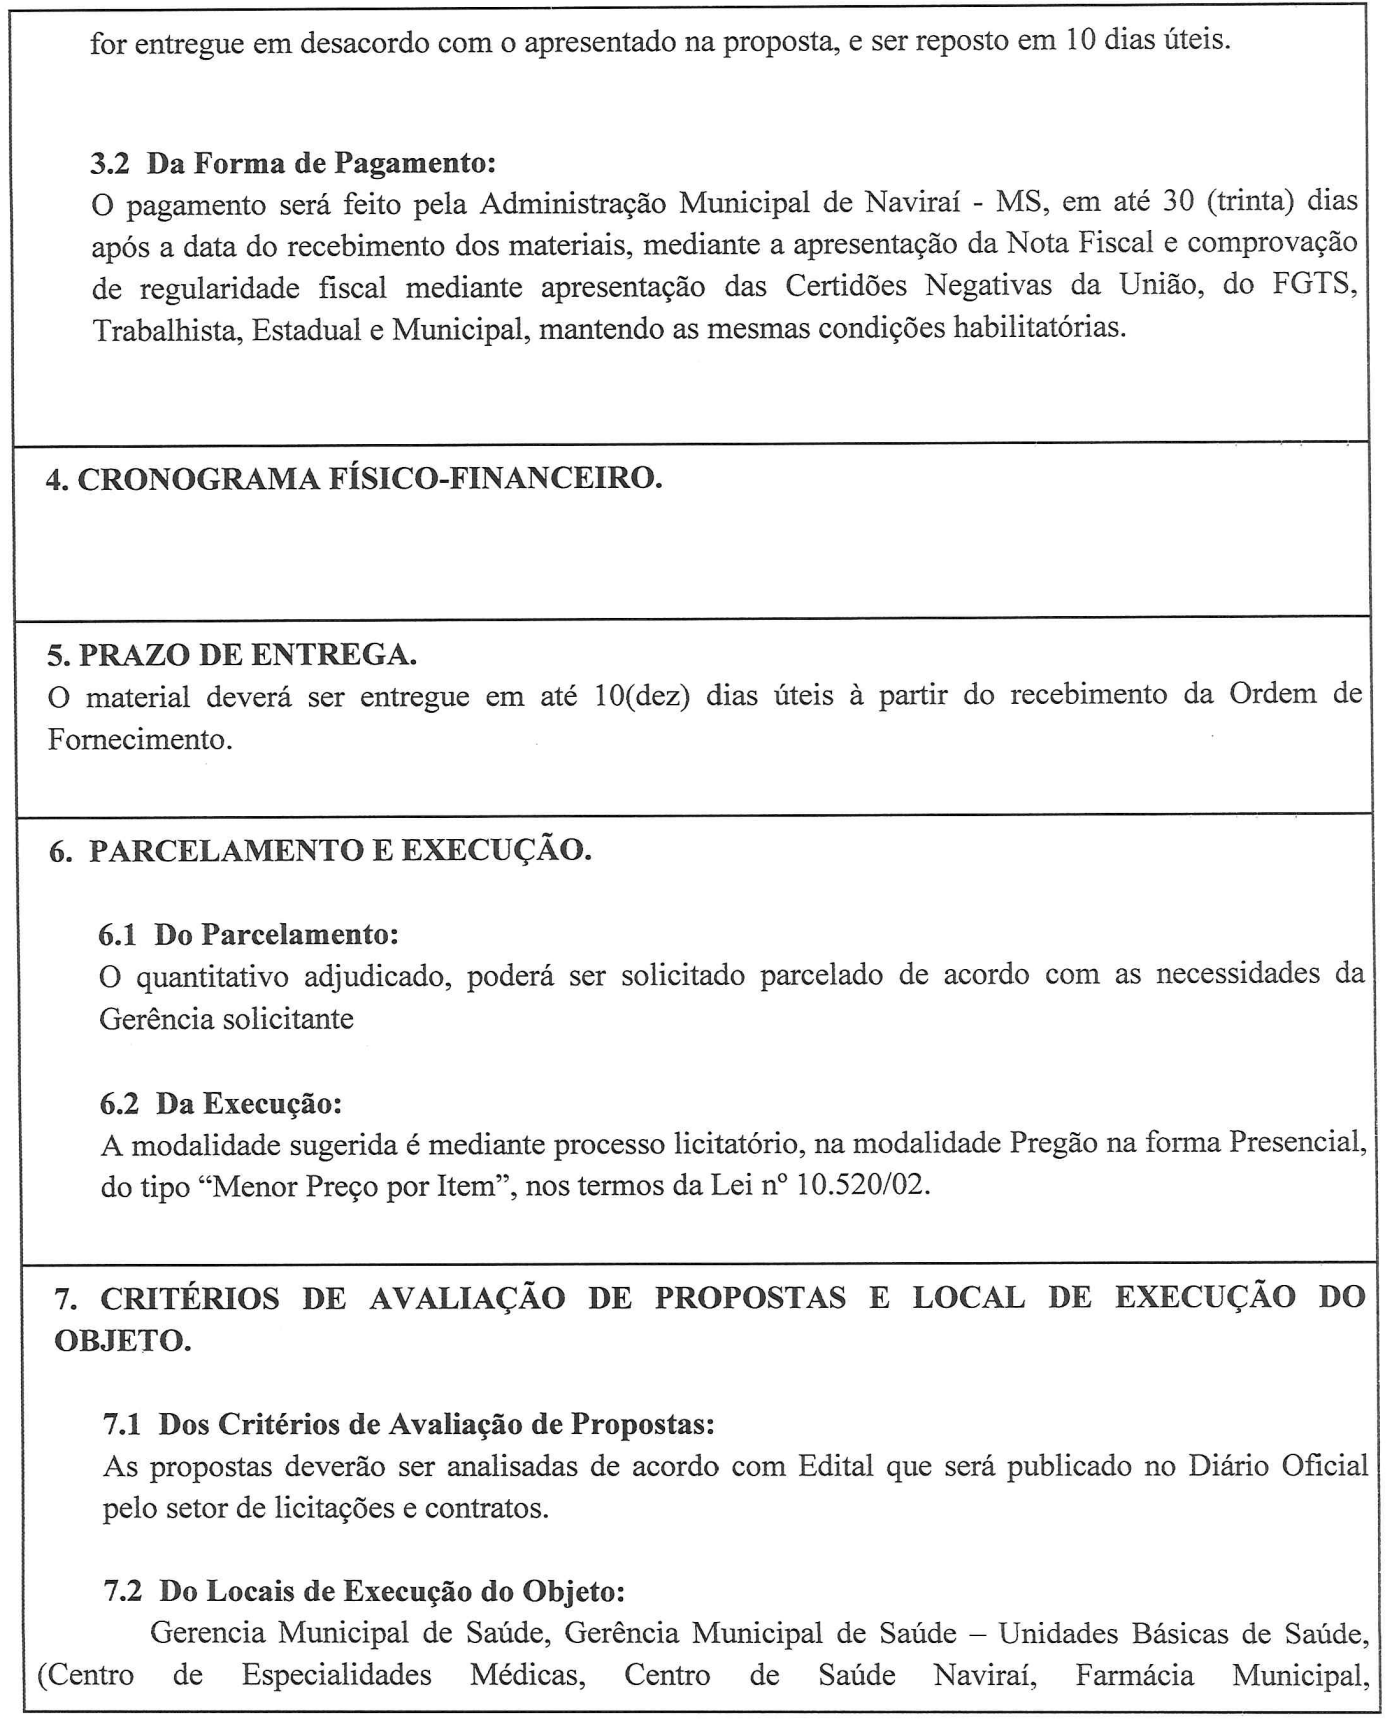 for entregue em desacordo com o apresentado na proposta, e ser reposto em 10 dias úteis.
3.2 Da Forma de Pagamento:
O pagamento será feito pela Administração Municipal de Naviraí - MS, em até 30 (trinta) dias
após a data do recebimento dos materiais, mediante a apresentação da Nota Fiscal e comprovação
de regularidade fiscal mediante apresentação das Certidões Negativas da União, do FGTS,
Trabalhista, Estadual e Municipal, mantendo as mesmas condições habilitatórias.
4. CRONOGRAMA FÍSICO-FINANCEIRO.
5. PRAZO DE ENTREGA.
O material deverá ser entregue em até 10(dez) dias úteis à partir do recebimento da Ordem de
Fornecimento.
6. PARCELAMENTO E EXECUÇÃO.
6.1 Do Parcelamento:
O quantitativo adjudicado, poderá ser solicitado parcelado de acordo com as necessidades da
Gerência solicitante
6.2 Da Execução:
A modalidade sugerida é mediante processo licitatório, na modalidade Pregão na forma Presencial,
do tipo “Menor Preço por Item”, nos termos da Lei nº 10.520/02.
7. CRITÉRIOS DE AVALIAÇÃO DE PROPOSTAS E LOCAL DE EXECUÇÃO DO
OBJETO.
7.1 Dos Critérios de Avaliação de Propostas:
As propostas deverão ser analisadas de acordo com Edital que será publicado no Diário Oficial
pelo setor de licitações e contratos.
7.2 Do Locais de Execução do Objeto:
Gerencia Municipal de Saúde, Gerência Municipal de Saúde – Unidades Básicas de Saúde,
(Centro de Especialidades Médicas, Centro de Saúde Naviraí, Farmácia Municipal,